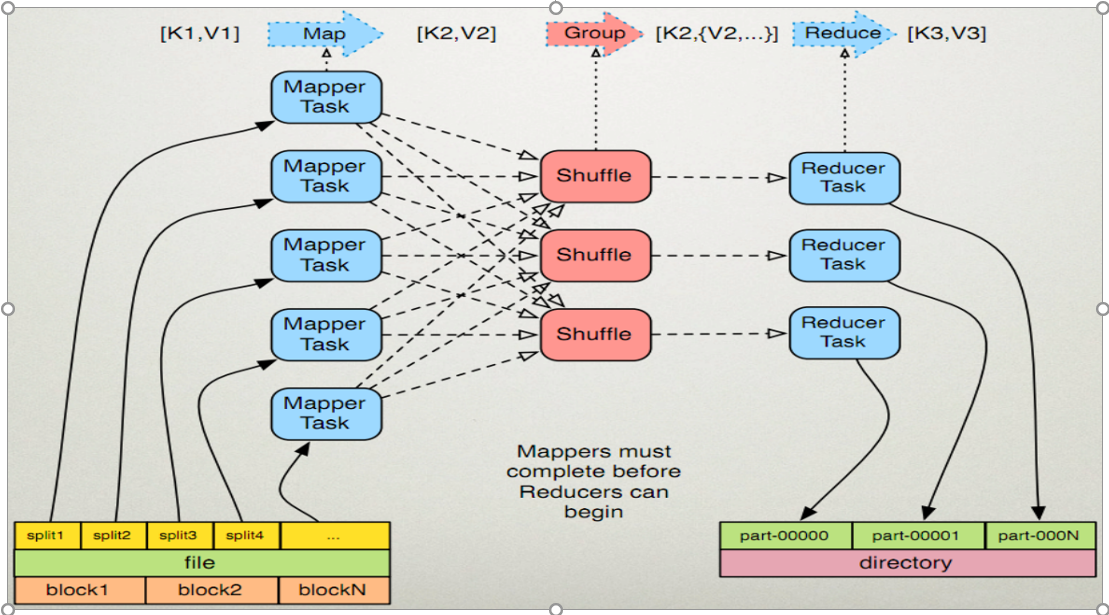 [K1,V1] Map [K2,V2] Group [K2,{V2,...}] Reduce [K3,V3]
Mapper
Task
Mapper
Task
Mapper
Task
Mapper
Task
Mapper
Task
Shuffle
Shuffle
Shuffle
Reducer
Task
Reducer
Task
Reducer
Task
Mappers must
complete before
Reducers can
begin
split1 split2 split3 split4 ...
file
block1 block2 blockN
part-00000 part-00001 part-000N
directory